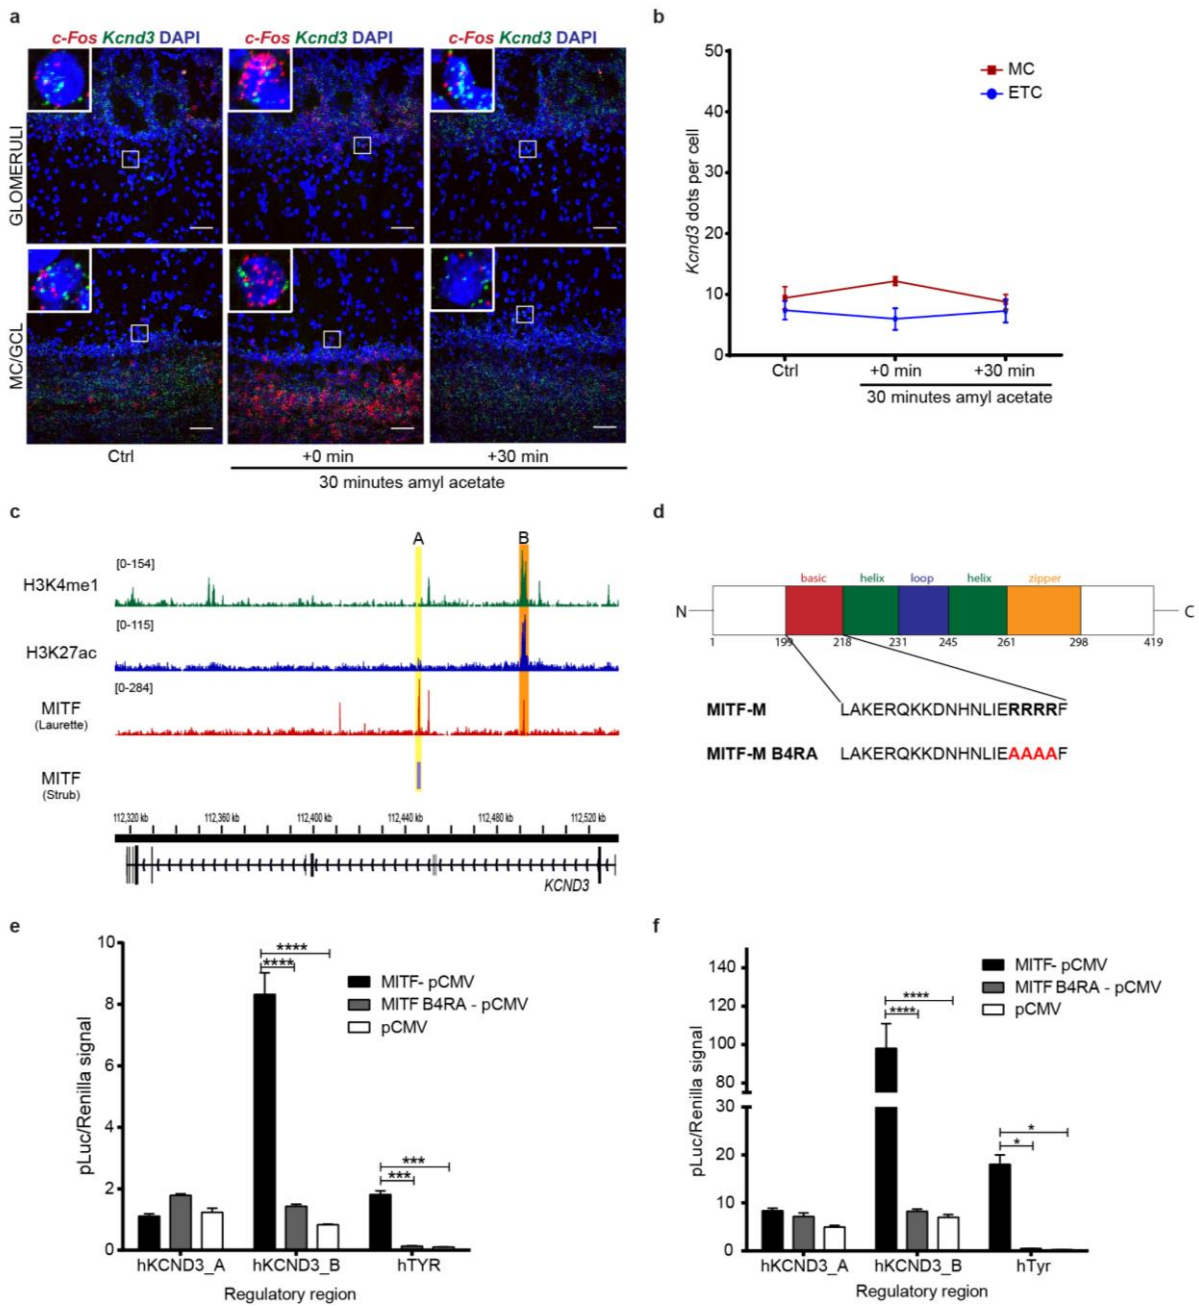 a
c-Fos Kcnd3 DAPI
c-Fos Kcnd3 DAPI
c-Fos Kcnd3 DAPI
GLOMERULI
MC/GCL
Ctrl
+0 min
+30 min
30 minutes amyl acetate
b
50
40
30
20
10
0
Kcnd3 dots per cell
MC
ETC
Ctrl
+0 min
+30 min
30 minutes amyl acetate
c
A
B
H3K4me1
[0-154]
H3K27ac
[0-115]
MITF
(Laurette)
[0-284]
MITF
(Strub)
112,320 kb
112,360 kb
112,400 kb
112,440 kb
112,480 kb
112,520 kb
KCND3
d
basic
helix
loop
helix
zipper
N
C
1
199
218
231
245
261
298
419
MITF-M LAKERQKKDNHNLIERRRRF
MITF-M B4RA LAKERQKKDNHNLIEAAAAF
e
10
8
6
4
2
0
pLuc/Renilla signal
****
****
***
***
MITF- pCMV
MITF B4RA - pCMV
pCMV
hKCND3_A
hKCND3_B
hTYR
Regulatory region
f
140
120
100
80
30
20
10
0
pLuc/Renilla signal
****
****
*
*
MITF- pCMV
MITF B4RA - pCMV
pCMV
hKCND3_A
hKCND3_B
hTyr
Regulatory region